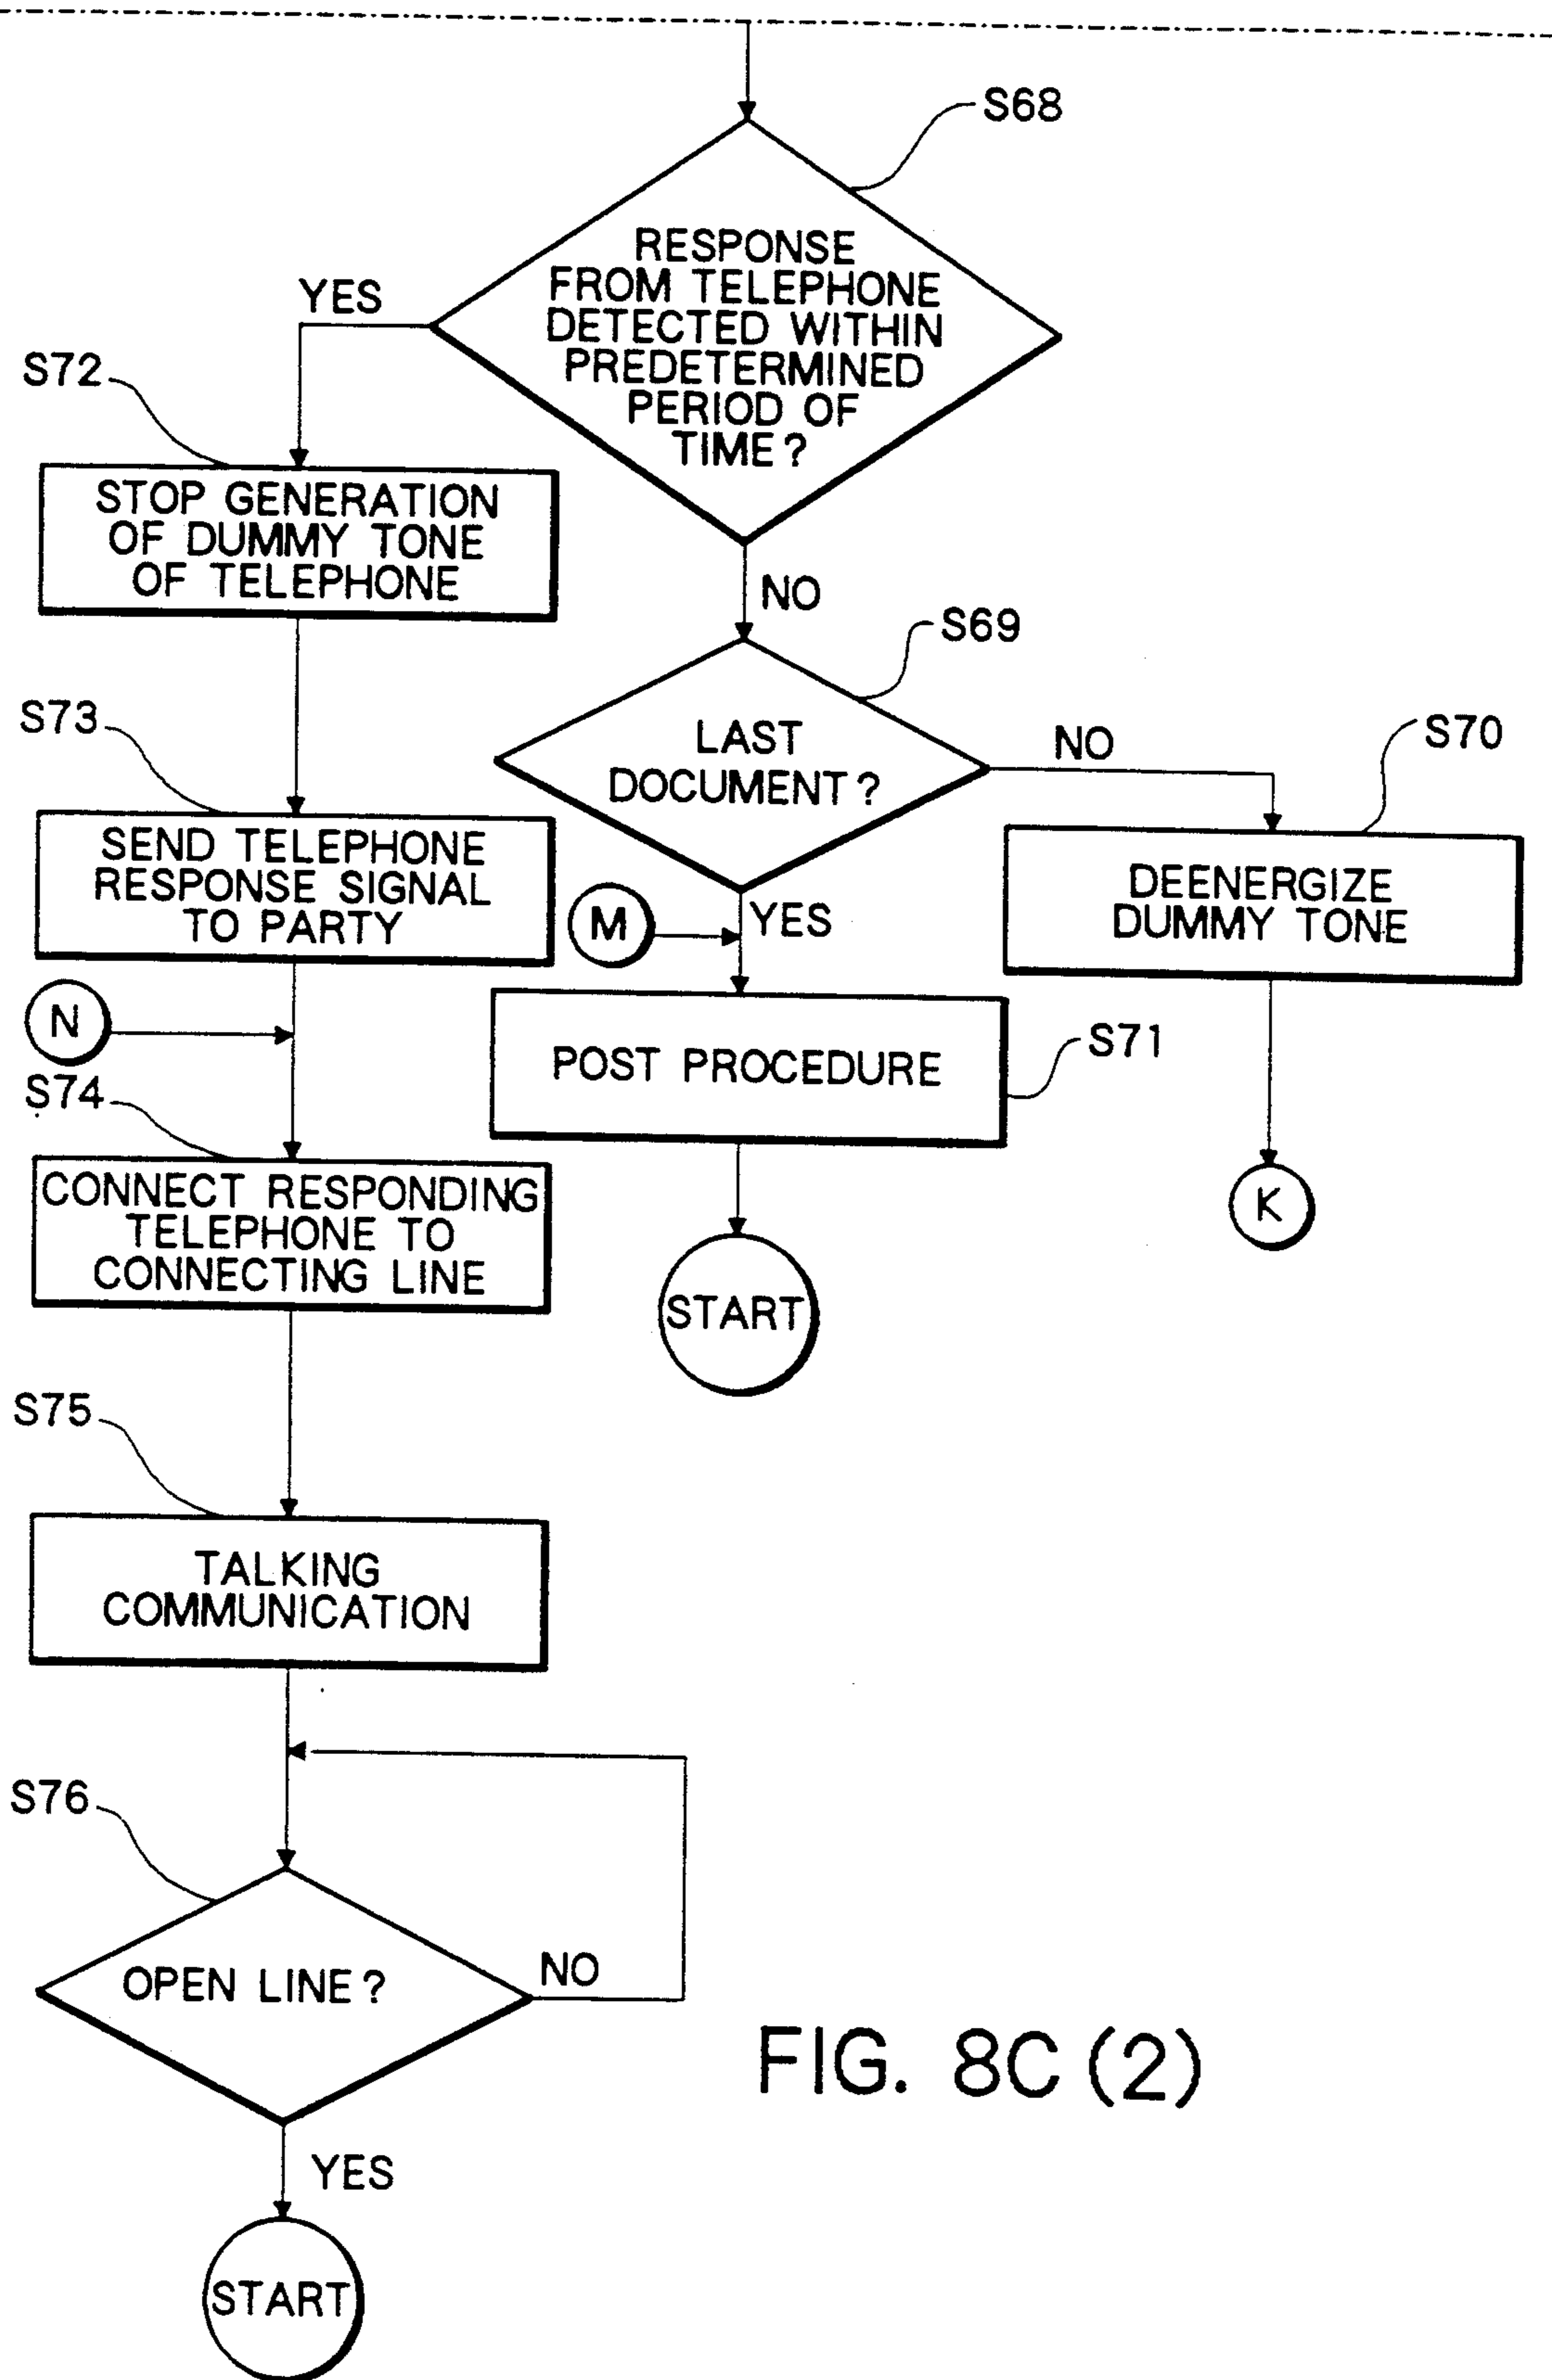 S68
RESPONSE
FROM TELEPHONE
DETECTED WITHIN
PREDETERMINED
PERIOD OF
TIME?
YES
NO
S72
STOP GENERATION
OF DUMMY TONE
OF TELEPHONE
S69
LAST
DOCUMENT?
NO
YES
S70
DEENERGIZE
DUMMY TONE
K
S73
SEND TELEPHONE
RESPONSE SIGNAL
TO PARTY
M
N
POST PROCEDURE
S71
START
S74
CONNECT RESPONDING
TELEPHONE TO
CONNECTING LINE
S75
TALKING
COMMUNICATION
S76
OPEN LINE?
NO
YES
START
FIG. 8C (2)